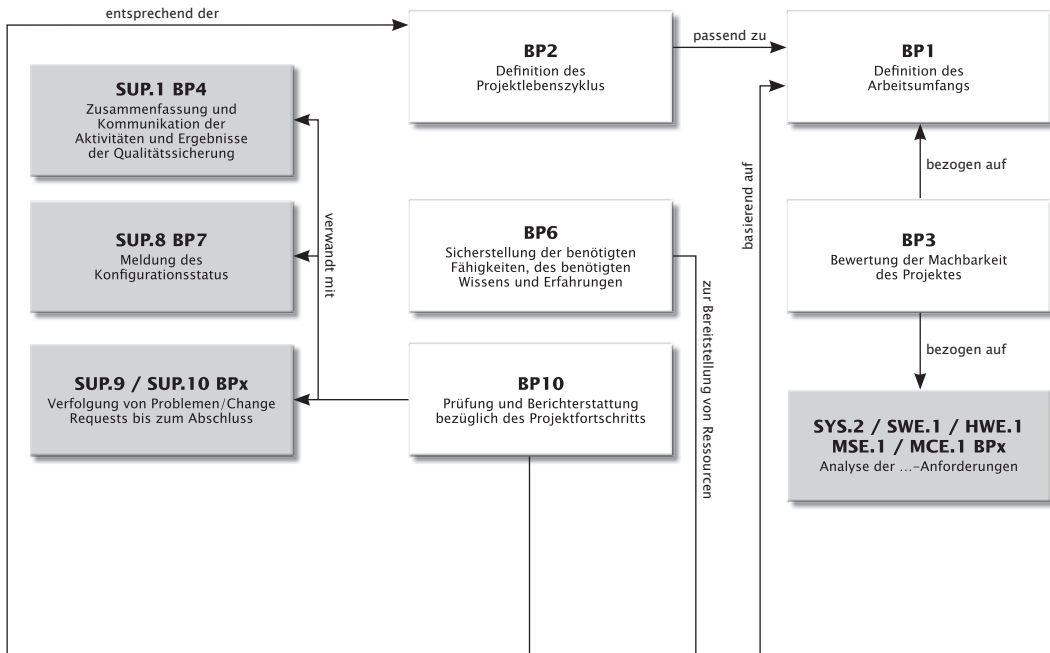 entsprechend der
BP2
Definition des
Projektlebenszyklus
passend zu
BP1
Definition des
Arbeitsumfangs
SUP.1 BP4
Zusammenfassung und
Kommunikation der
Aktivitäten und Ergebnisse
der Qualitätssicherung
verwandt mit
basierend auf
bezogen auf
SUP.8 BP7
Meldung des
Konfigurationsstatus
BP6
Sicherstellung der benötigten
Fähigkeiten, des benötigten
Wissens und Erfahrungen
zur Bereitstellung von Ressourcen
BP3
Bewertung der Machbarkeit
des Projektes
bezogen auf
SUP.9 / SUP.10 BPx
Verfolgung von Problemen/Change
Requests bis zum Abschluss
BP10
Prüfung und Berichterstattung
bezüglich des Projektfortschritts
SYS.2 / SWE.1 / HWE.1
MSE.1 / MCE.1 BPx
Analyse der ...-Anforderungen